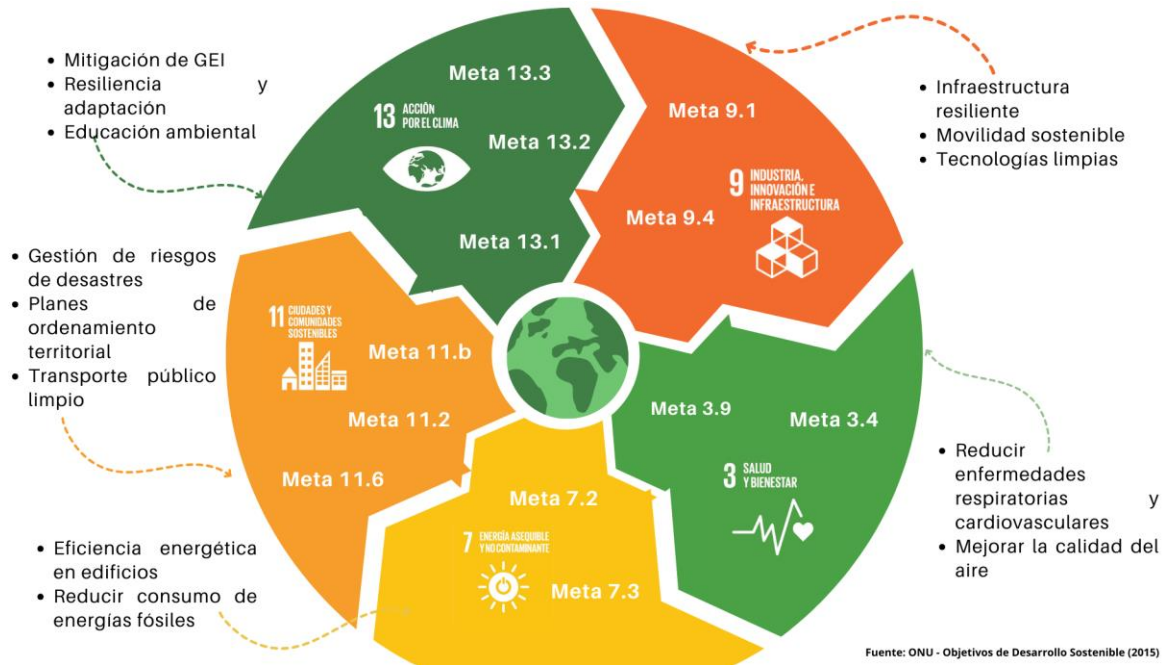 Mitigación de GEI
Resiliencia y
adaptación
Educación ambiental
Meta 13.3
13 ACCIÓN
POR EL CLIMA
Meta 13.2
Meta 13.1
Meta 9.1
9 INDUSTRIA,
INNOVACIÓN E
INFRAESTRUCTURA
Meta 9.4
Infraestructura
resiliente
Movilidad sostenible
Tecnologías limpias
Gestión de riesgos
de desastres
Planes de
ordenamiento
territorial
Transporte público
limpio
11 CIUDADES Y
COMUNIDADES
SOSTENIBLES
Meta 11.b
Meta 11.2
Meta 11.6
Meta 3.9
Meta 3.4
3 SALUD
Y BIENESTAR
Reducir
enfermedades
respiratorias y
cardiovasculares
Mejorar la calidad del
aire
Eficiencia energética
en edificios
Reducir consumo de
energías fósiles
Meta 7.2
7 ENERGÍA ASEQUIBLE
Y NO CONTAMINANTE
Meta 7.3
Fuente: ONU - Objetivos de Desarrollo Sostenible (2015)